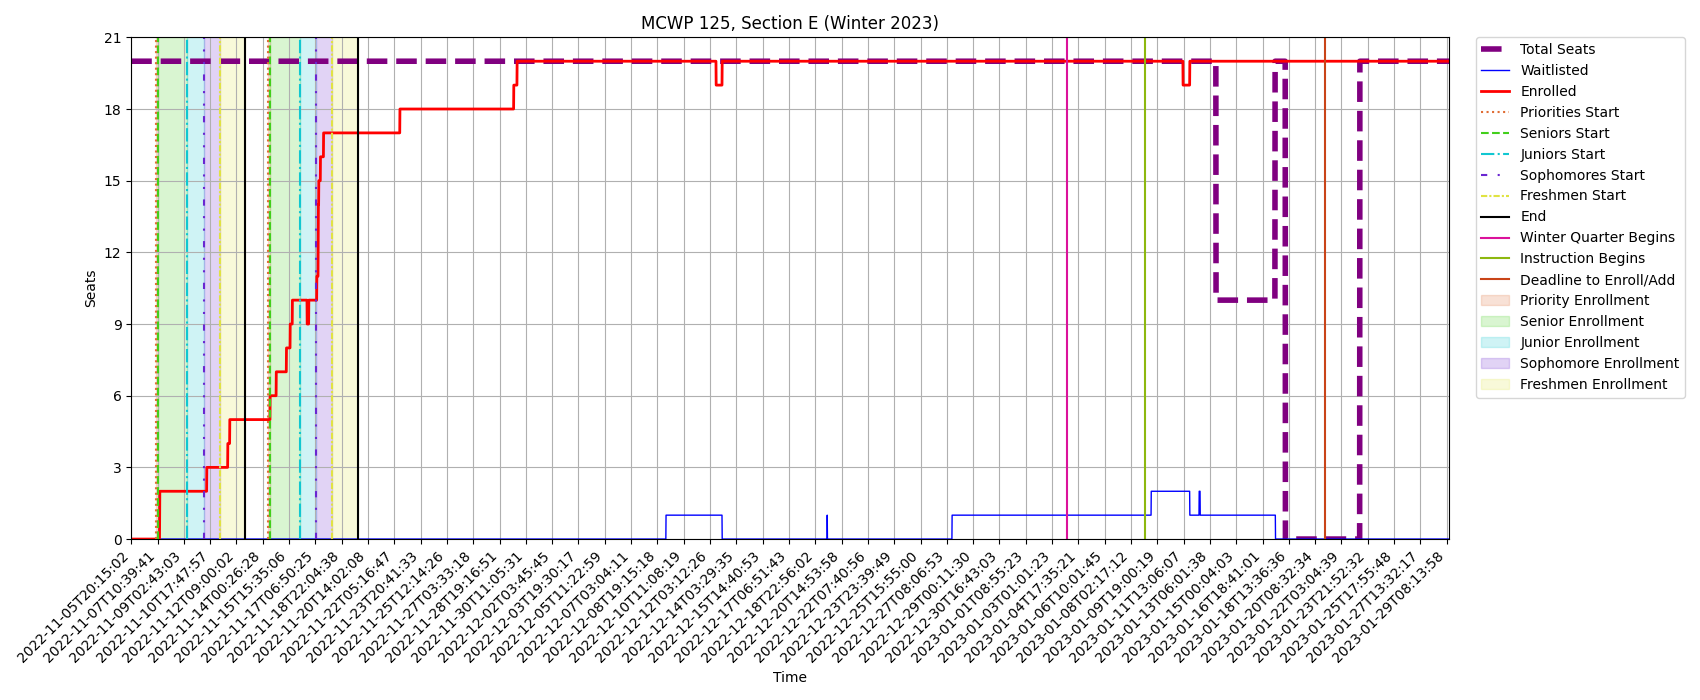 MCWP 125, Section E (Winter 2023)
21
18
15
12
9
6
3
0
Seats
2022-11-05T20:15:02
2022-11-07T10:39:41
2022-11-09T02:43:03
2022-11-10T17:47:57
2022-11-12T09:00:02
2022-11-14T00:26:28
2022-11-15T15:35:06
2022-11-17T06:50:25
2022-11-18T22:04:38
2022-11-20T14:02:08
2022-11-22T05:16:47
2022-11-23T20:41:33
2022-11-25T12:14:26
2022-11-27T03:33:18
2022-11-28T19:16:51
2022-11-30T11:05:31
2022-12-02T03:45:45
2022-12-03T19:30:17
2022-12-05T11:22:59
2022-12-07T03:04:11
2022-12-08T19:15:18
2022-12-10T11:08:19
2022-12-12T03:12:26
2022-12-14T03:29:35
2022-12-15T14:40:53
2022-12-17T06:51:43
2022-12-18T22:56:02
2022-12-20T14:53:58
2022-12-22T07:40:56
2022-12-23T23:39:49
2022-12-25T15:55:00
2022-12-27T08:06:53
2022-12-29T00:11:30
2022-12-30T16:43:03
2023-01-01T08:55:23
2023-01-03T01:01:23
2023-01-04T17:35:21
2023-01-06T10:01:45
2023-01-08T02:17:12
2023-01-09T19:00:19
2023-01-11T13:06:07
2023-01-13T06:01:38
2023-01-15T00:04:03
2023-01-16T18:41:01
2023-01-18T13:36:36
2023-01-20T08:32:34
2023-01-22T03:04:39
2023-01-23T21:52:32
2023-01-25T17:55:48
2023-01-27T13:32:17
2023-01-29T08:13:58
Time
Total Seats
Waitlisted
Enrolled
Priorities Start
Seniors Start
Juniors Start
Sophomores Start
Freshmen Start
End
Winter Quarter Begins
Instruction Begins
Deadline to Enroll/Add
Priority Enrollment
Senior Enrollment
Junior Enrollment
Sophomore Enrollment
Freshmen Enrollment